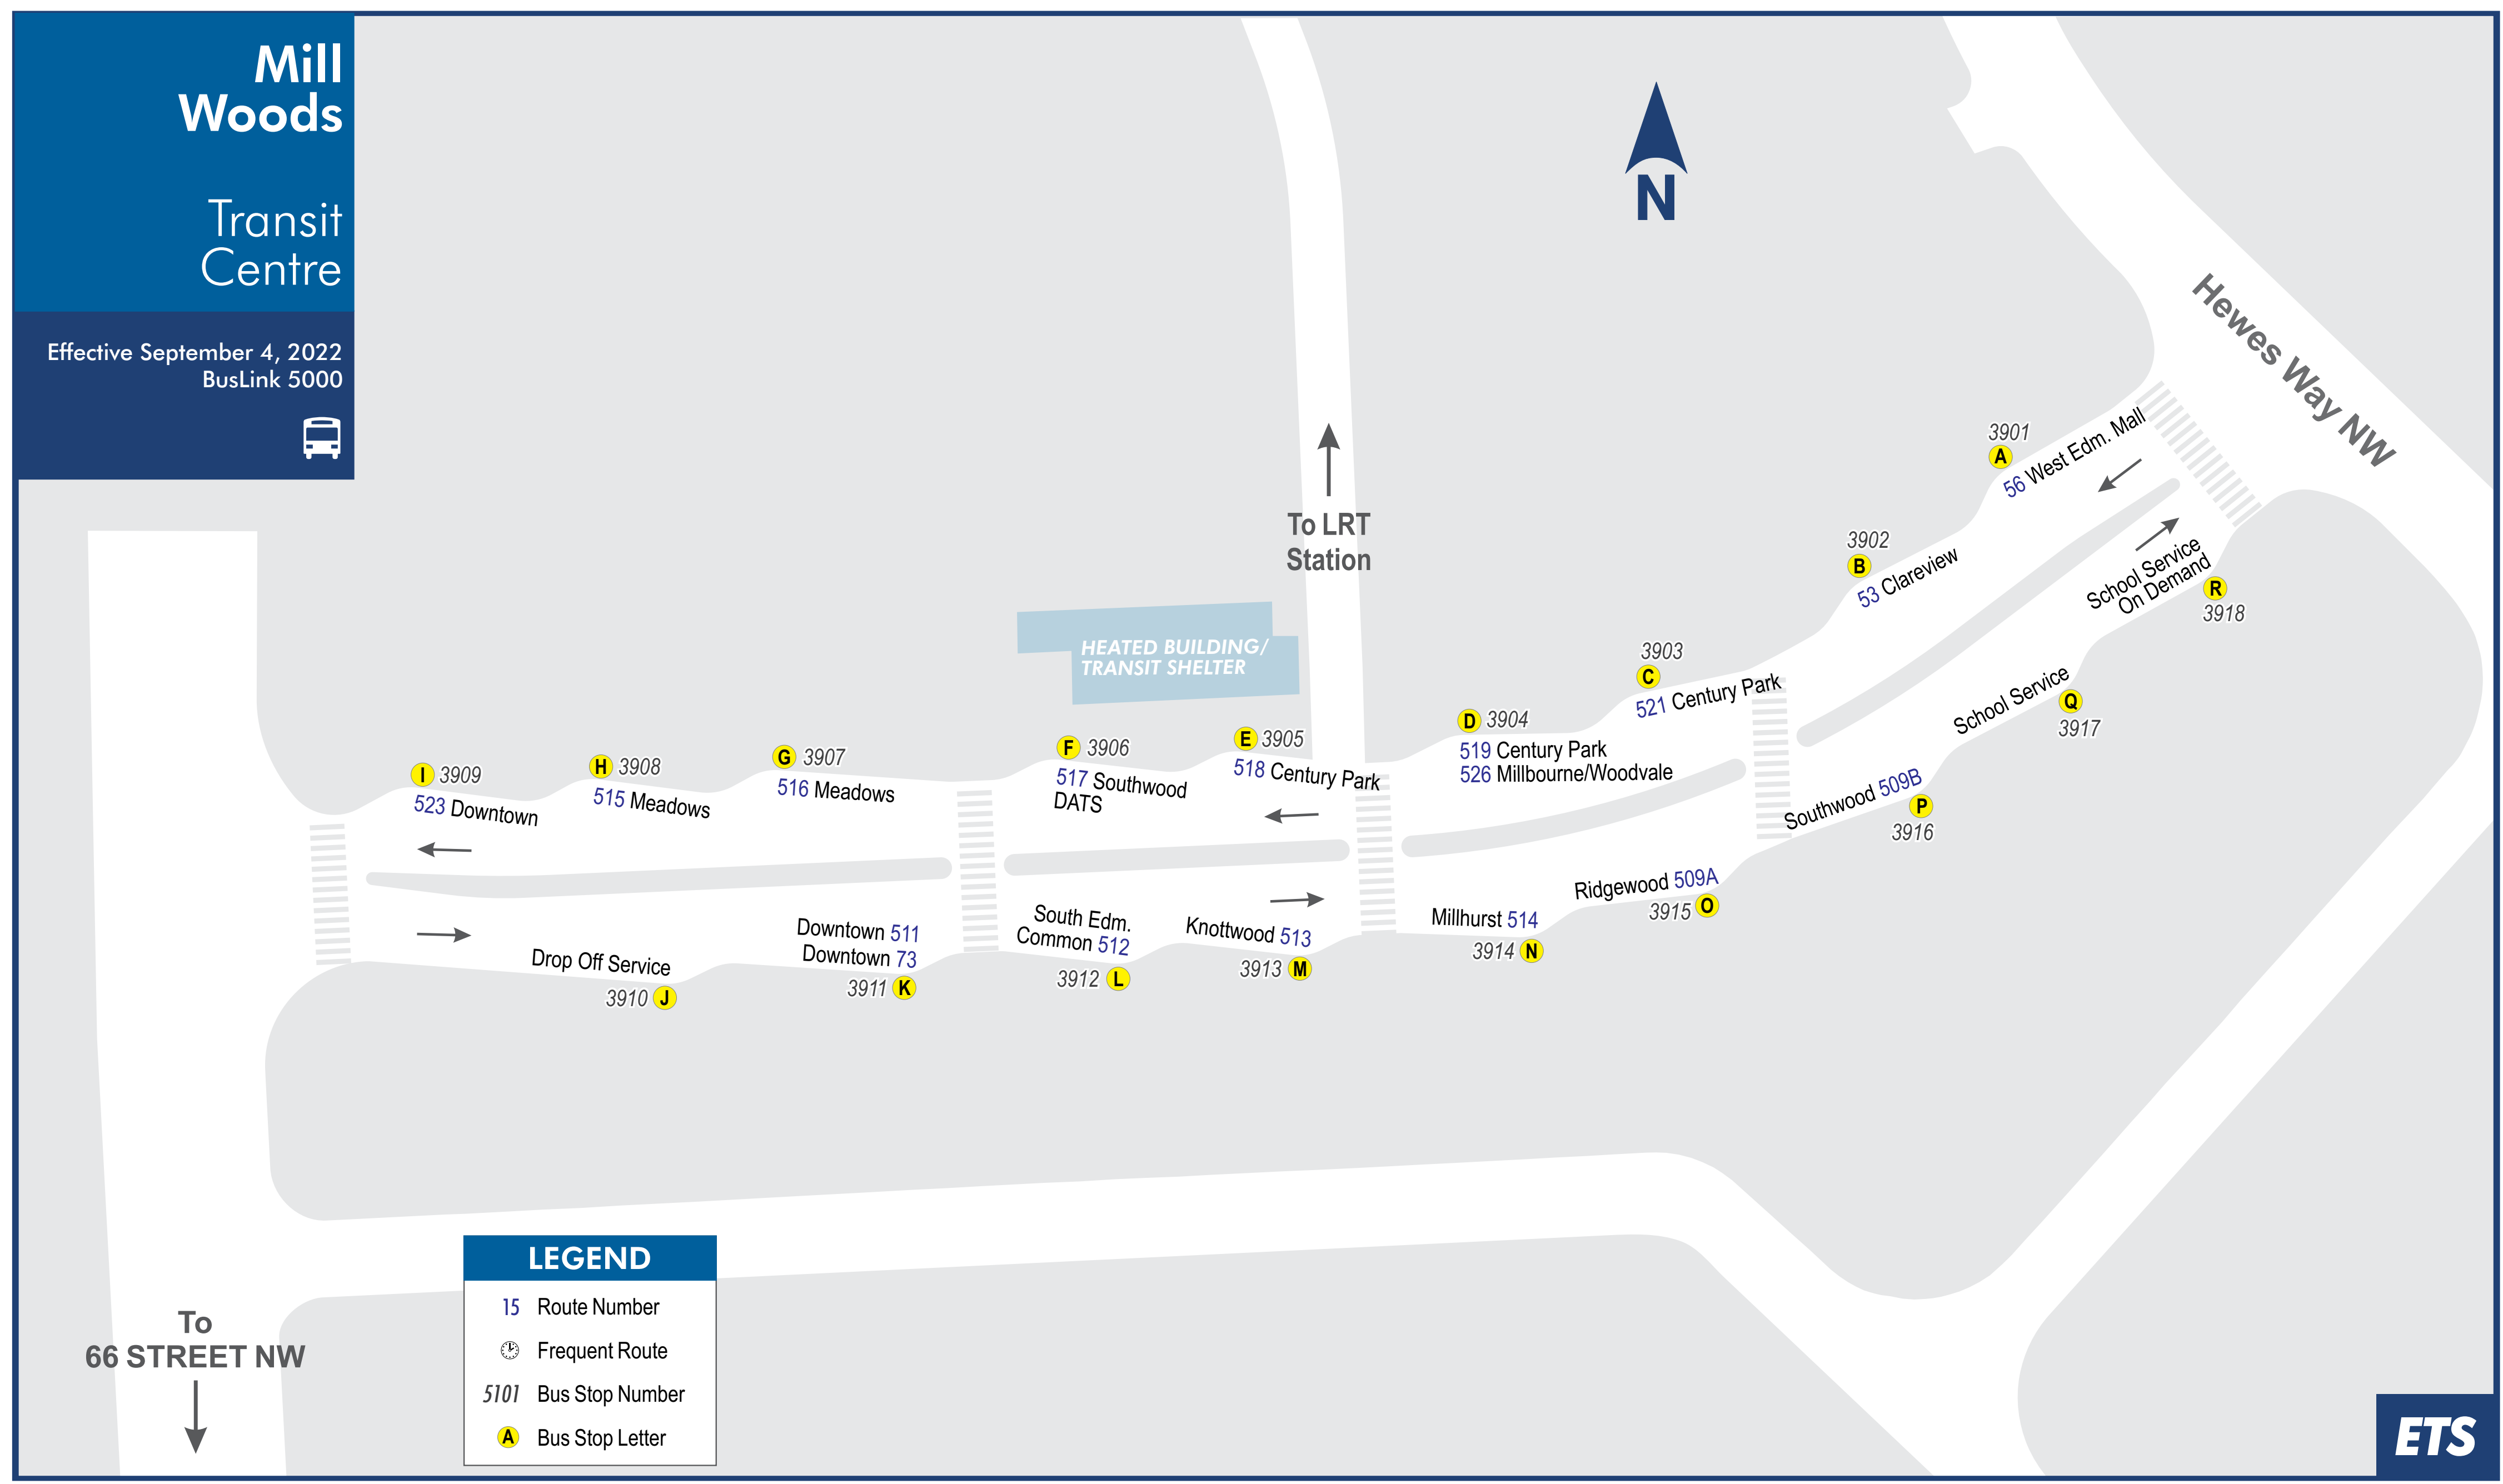 Mill
Woods
Transit
Centre
Effective September 4, 2022
BusLink 5000
N
Hewes Way NW
To LRT
Station
HEATED BUILDING/
TRANSIT SHELTER
3901
A
56 West Edm. Mall
3902
B
53 Clareview
3903
C
521 Century Park
D 3904
519 Century Park
526 Millbourne/Woodvale
E 3905
518 Century Park
F 3906
517 Southwood
DATS
G 3907
516 Meadows
H 3908
515 Meadows
I 3909
523 Downtown
Drop Off Service
3910 J
Downtown 511
Downtown 73
3911 K
South Edm.
Common 512
3912 L
Knottwood 513
3913 M
Millhurst 514
3914 N
Ridgewood 509A
3915 O
Southwood 509B
P
3916
School Service
Q
3917
School Service
On Demand
R
3918
To
66 STREET NW
LEGEND
15 Route Number
Frequent Route
5101 Bus Stop Number
A Bus Stop Letter
ETS